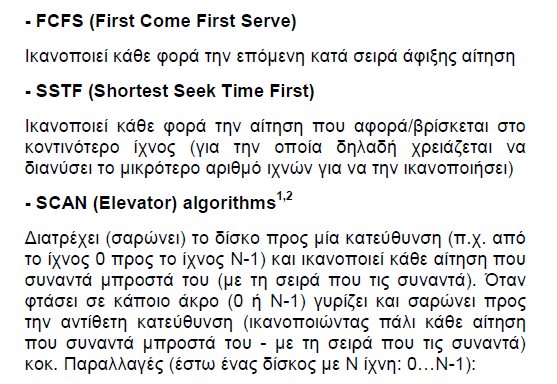 - FCFS (First Come First Serve)
Ικανοποιεί κάθε φορά την επόμενη κατά σειρά άφιξης αίτηση
- SSTF (Shortest Seek Time First)
Ικανοποιεί κάθε φορά την αίτηση που αφορά/βρίσκεται στο
κοντινότερο ίχνος (για την οποία δηλαδή χρειάζεται να
διανύσει το μικρότερο αριθμό ιχνών για να την ικανοποιήσει)
- SCAN (Elevator) algorithms1,2
Διατρέχει (σαρώνει) το δίσκο προς μία κατεύθυνση (π.χ. από
το ίχνος 0 προς το ίχνος Ν-1) και ικανοποιεί κάθε αίτηση που
συναντά μπροστά του (με τη σειρά που τις συναντά). Όταν
φτάσει σε κάποιο άκρο (0 ή Ν-1) γυρίζει και σαρώνει προς
την αντίθετη κατεύθυνση (ικανοποιώντας πάλι κάθε αίτηση
που συναντά μπροστά του - με τη σειρά που τις συναντά)
κοκ. Παραλλαγές (έστω ένας δίσκος με Ν ίχνη: 0…Ν-1):